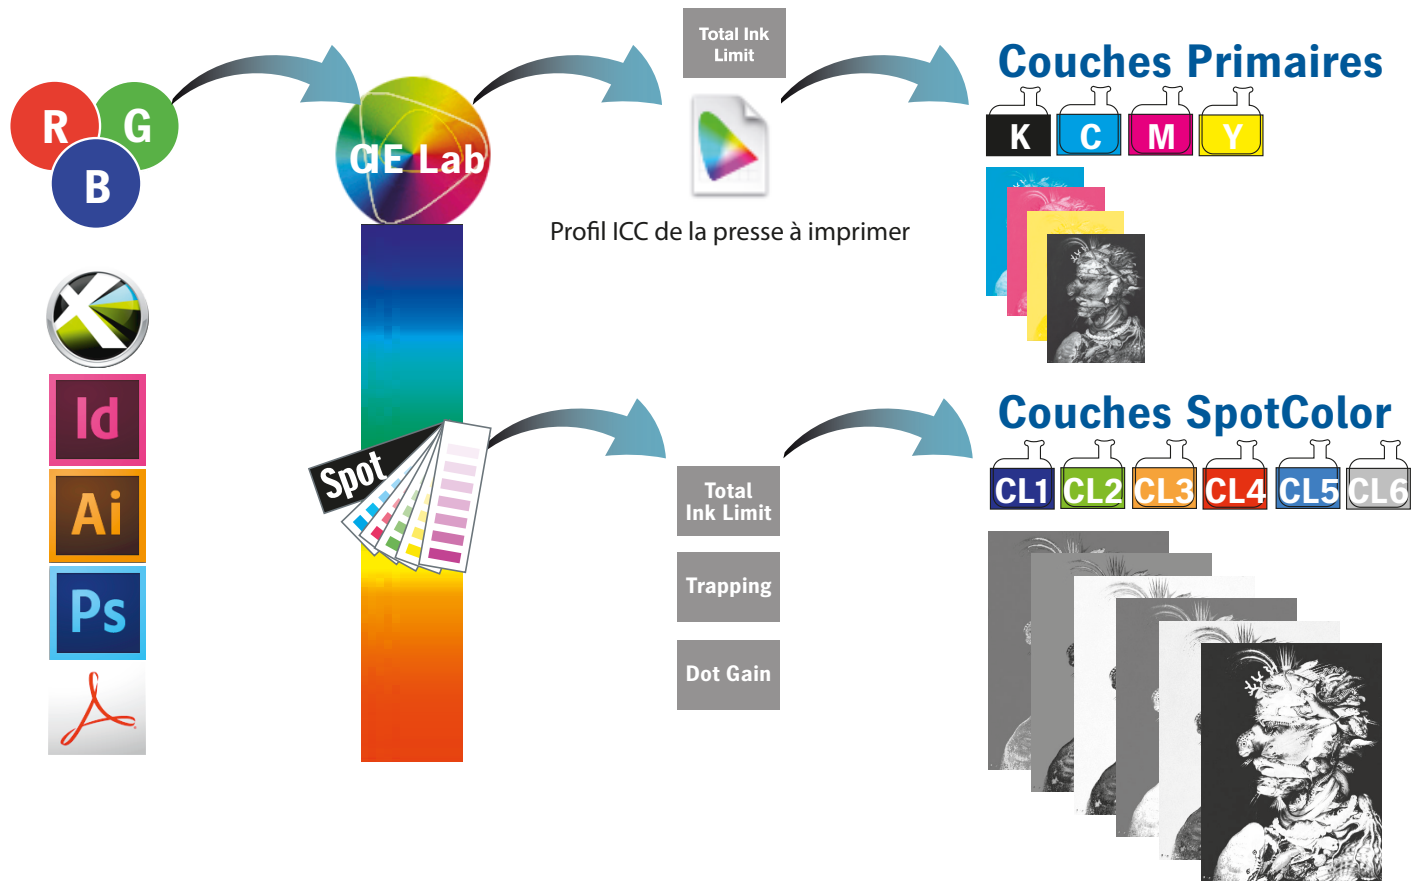 R
G
B
CIE Lab
Total Ink
Limit
Profil ICC de la presse à imprimer
Couches Primaires
K
C
M
Y
Id
Ai
Ps
Spot
Total
Ink Limit
Trapping
Dot Gain
Couches SpotColor
CL1
CL2
CL3
CL4
CL5
CL6